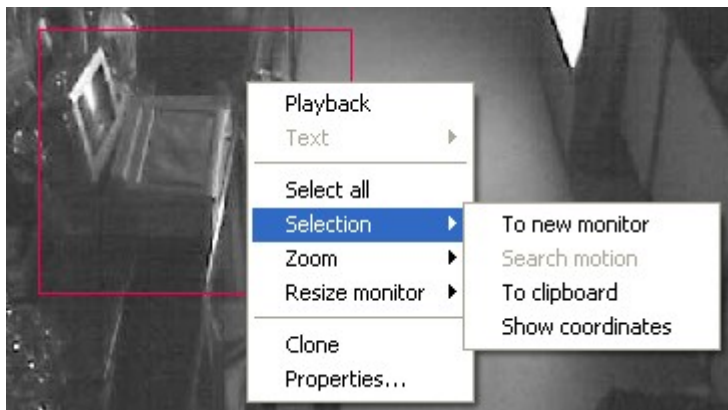 Playback
Text
Select all
Selection
Zoom
Resize monitor
Clone
Properties...
To new monitor
Search motion
To clipboard
Show coordinates